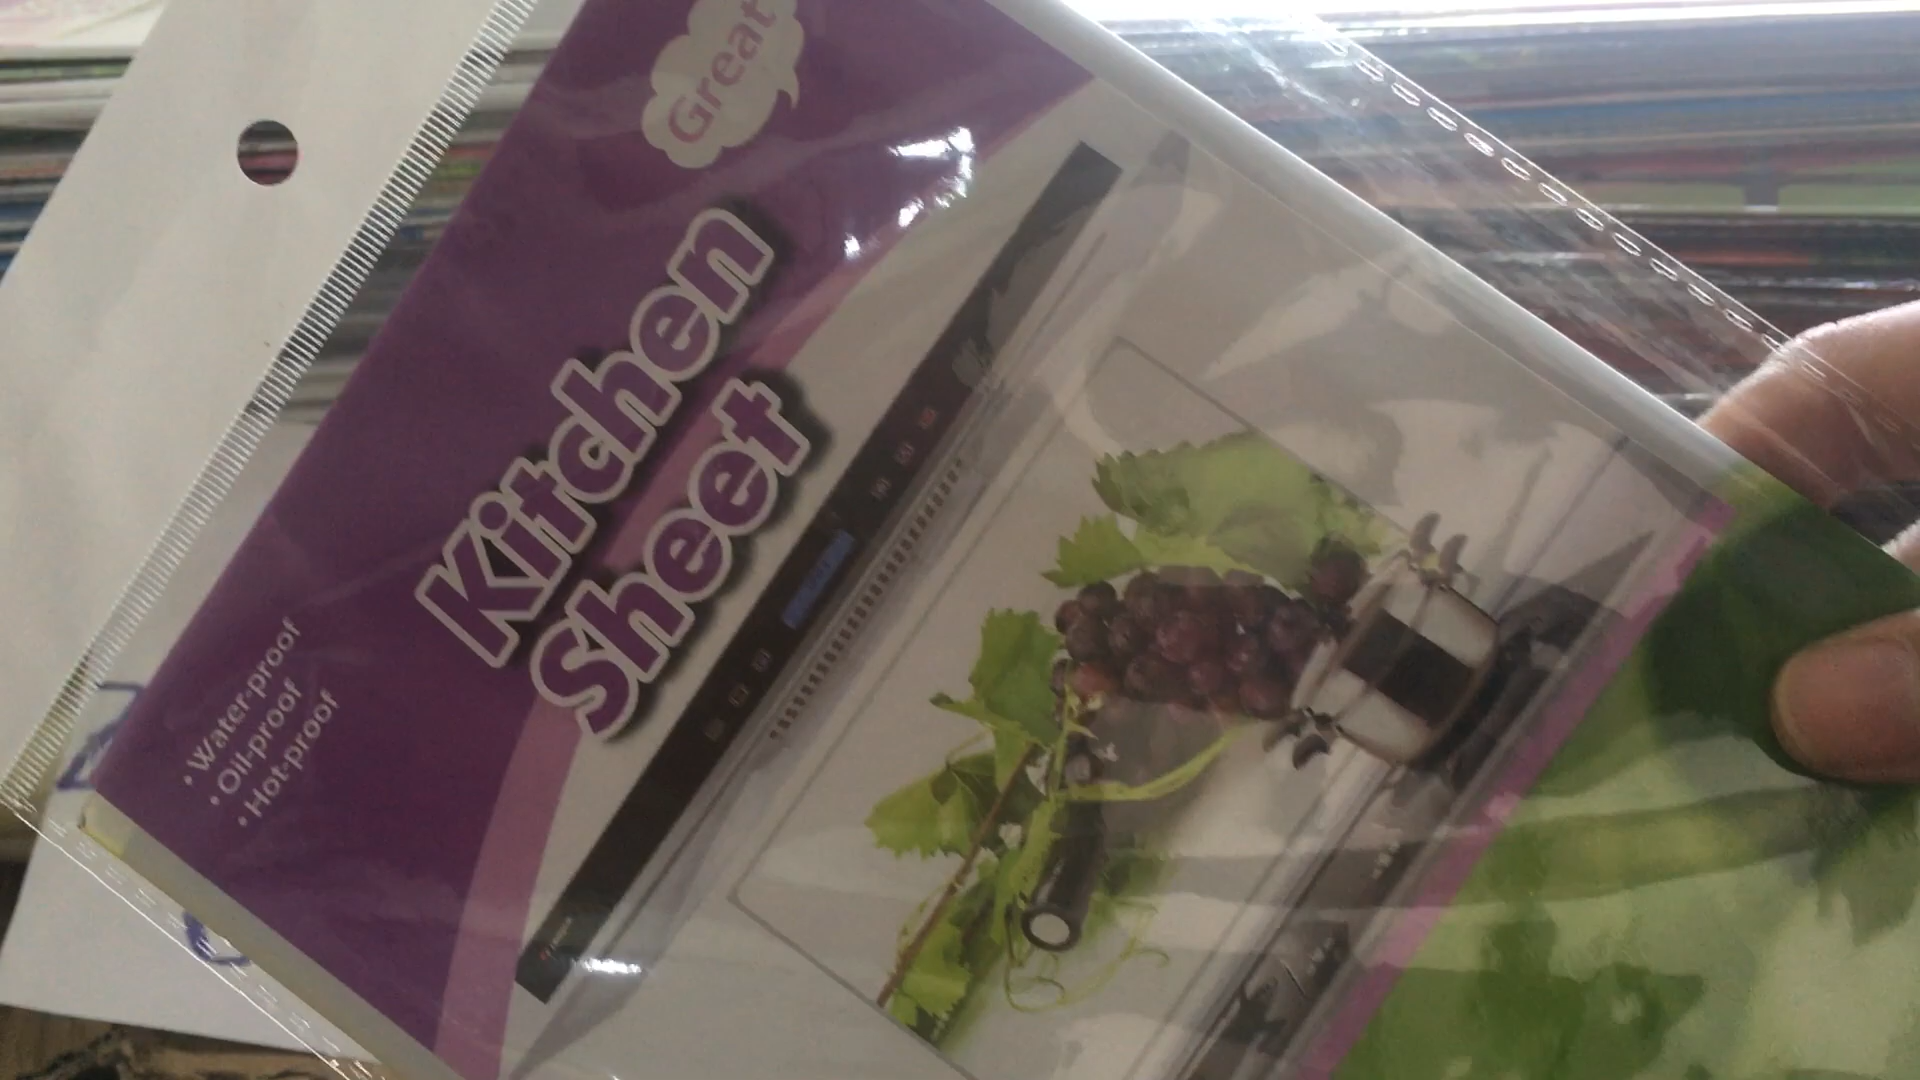 Great
Kitchen
Sheet
• Water-proof
• Oil-proof
• Hot-proof